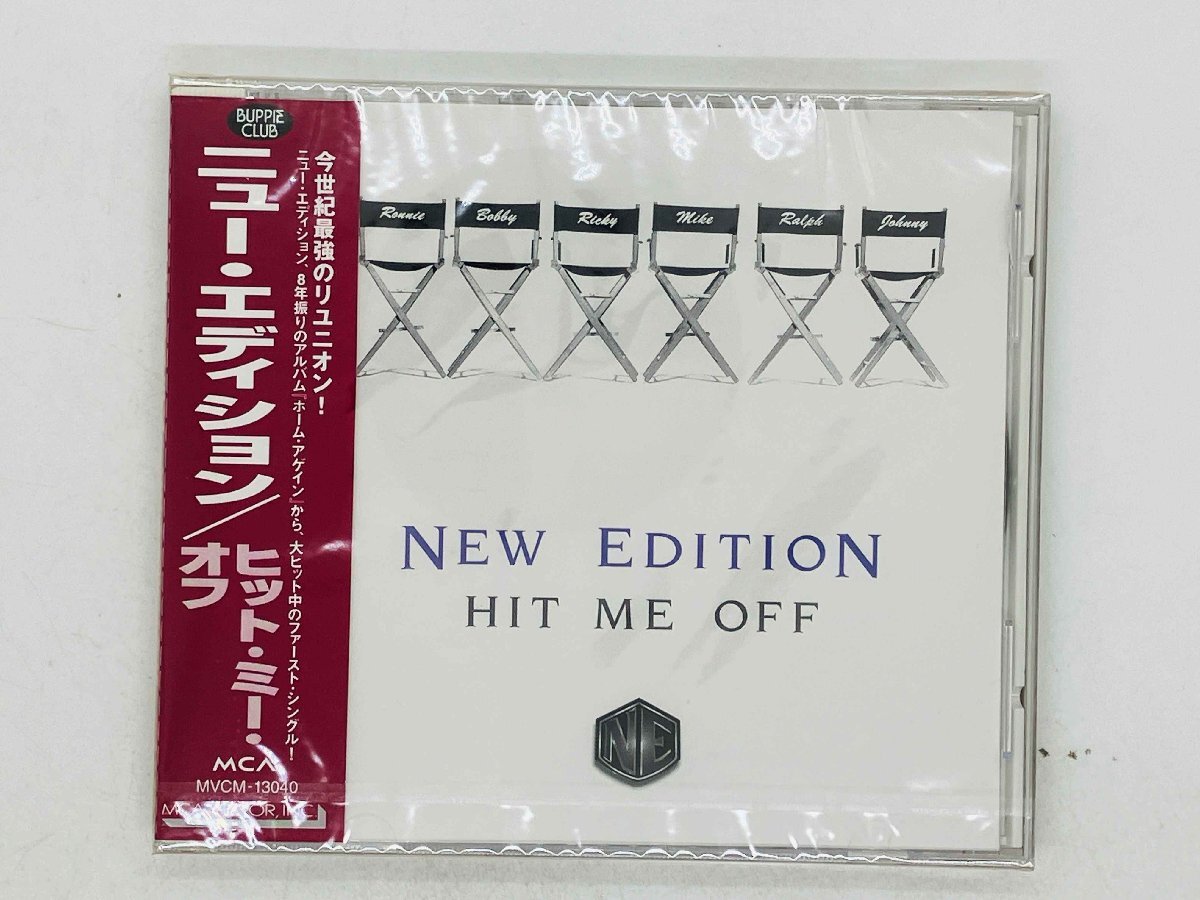 BUPPIE
CLUB
今世紀最強のリユニオン!
ニュー・エディション、8年振りのアルバム『ホーム・アゲイン』から、大ヒット中のファースト・シングル!
ニュー・エディション/
ヒット・ミー・
オフ
MCA
MVCM-13040
Ronnie
Bobby
Ricky
Mike
Ralph
Johnny
NEW EDITION
HIT ME OFF
NE